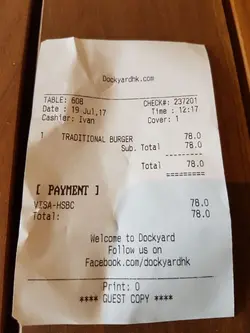 Dockyardhk.com
TABLE: 608 CHECK#: 237201
Date : 19 Jul,17 Time : 12:17
Cashier: Ivan Cover: 1
1 TRADITIONAL BURGER 78.0
Sub. Total 78.0
Total 78.0
=========
[ PAYMENT ]
VISA-HSBC 78.0
Total: 78.0
Welcome to Dockyard
Follow us on
Facebook.com/dockyardhk
Print: 0
**** GUEST COPY ****